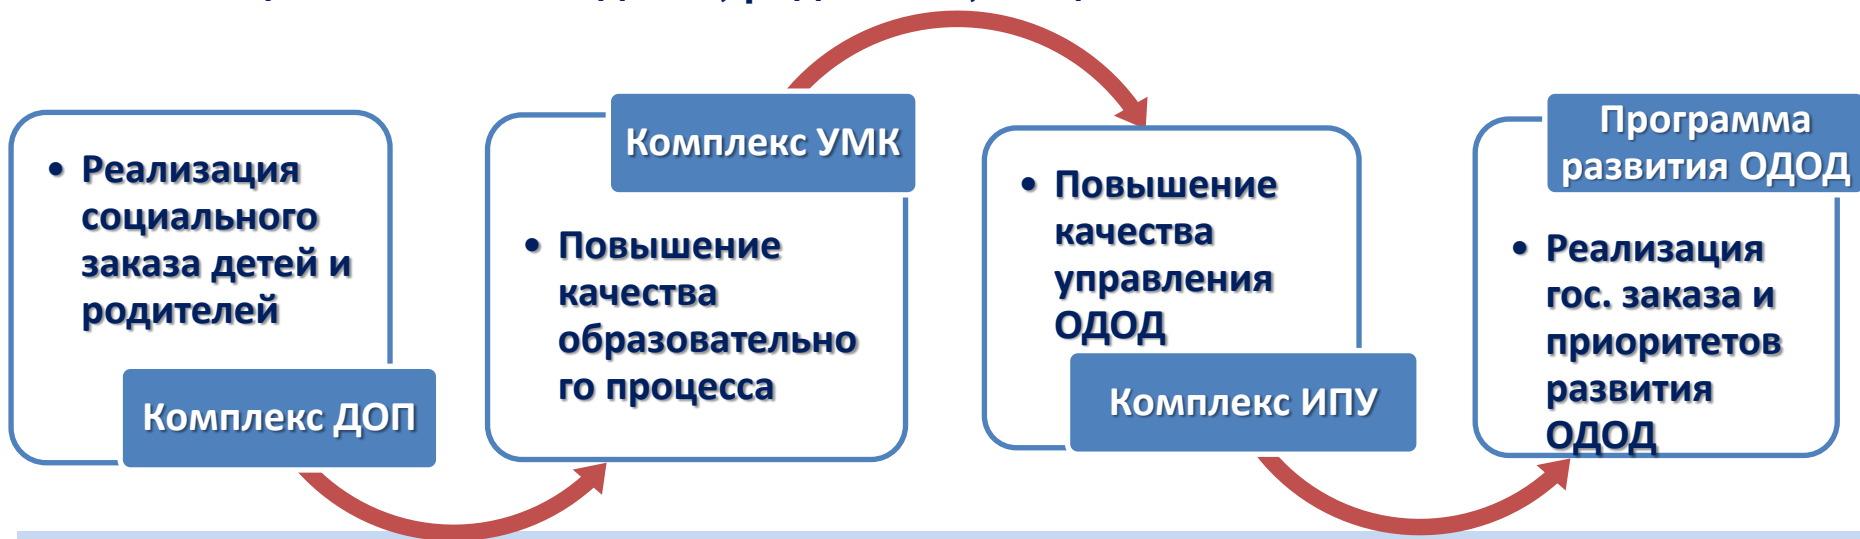 • Реализация
социального
заказа детей и
родителей
Комплекс ДОП
Комплекс УМК
• Повышение
качества
образовательно
го процесса
• Повышение
качества
управления
ОДОД
Комплекс ИПУ
Программа
развития ОДОД
• Реализация
гос. заказа и
приоритетов
развития
ОДОД